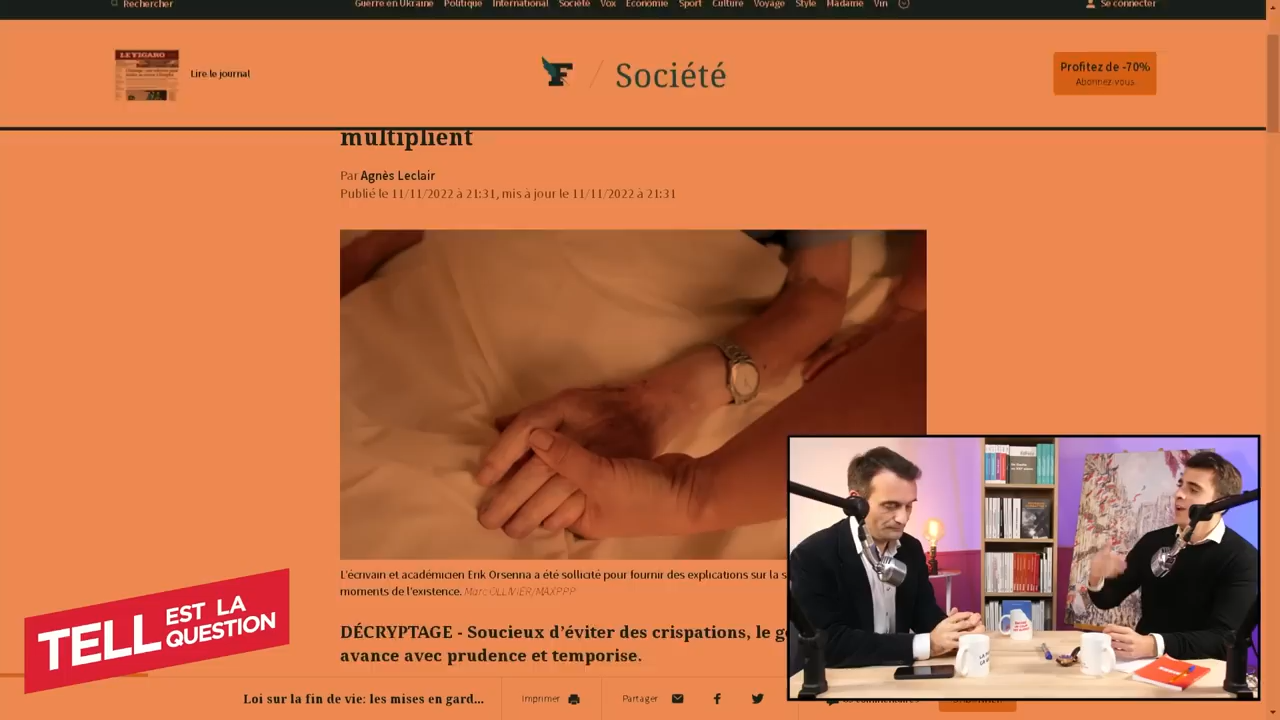 Rechercher
Guerre en Ukraine Politique International Société Vox Economie Sport Culture Voyage Style Madame Vin
Se connecter
LE FIGARO
Lire le journal
F / Société
Profitez de -70%
Abonnez-vous
multiplient
Par Agnès Leclair
Publié le 11/11/2022 à 21:31, mis à jour le 11/11/2022 à 21:31
L'écrivain et académicien Erik Orsenna a été sollicité pour fournir des explications sur la
moments de l'existence. Marc OLLIVIER/MAXPPP
DÉCRYPTAGE - Soucieux d'éviter des crispations, le
avance avec prudence et temporise.
TELL EST LA
QUESTION
Loi sur la fin de vie: les mises en gard...
Imprimer
Partager